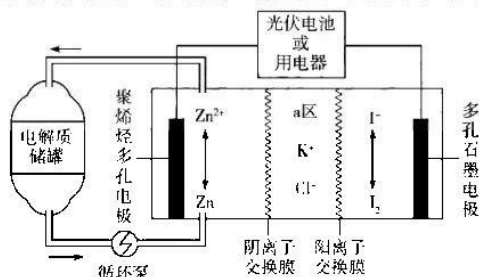 光伏电池
或
用电器
聚烯烃多孔电极
Zn²⁺
Zn
a区
K⁺
Cl⁻
I⁻
I₂
多孔石墨电极
电解质
储罐
循环泵
阴离子
交换膜
阳离子
交换膜